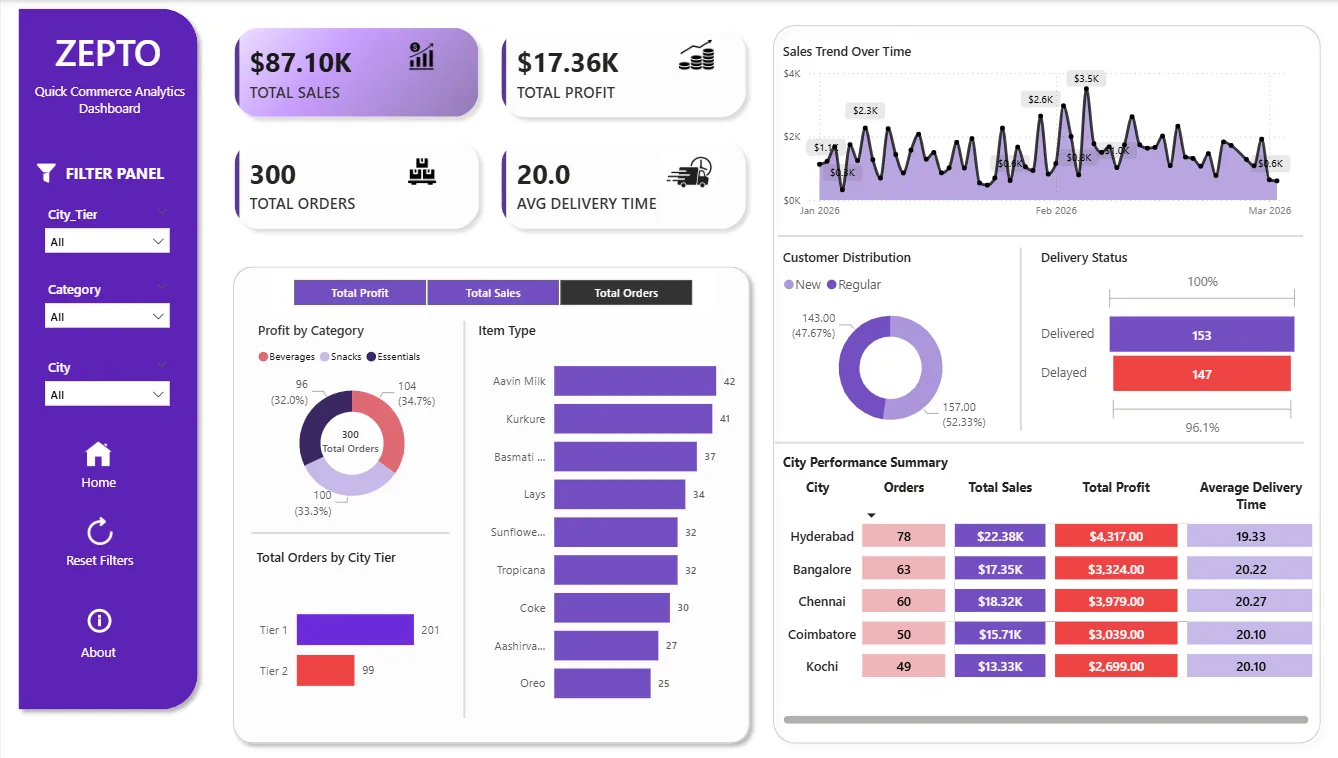 ZEPTO
Quick Commerce Analytics
Dashboard
FILTER PANEL
City_Tier
All
Category
All
City
All
Home
Reset Filters
About
$87.10K
TOTAL SALES
$17.36K
TOTAL PROFIT
300
TOTAL ORDERS
20.0
AVG DELIVERY TIME
Total Profit
Total Sales
Total Orders
Profit by Category
Beverages
Snacks
Essentials
96
(32.0%)
104
(34.7%)
300
Total Orders
100
(33.3%)
Total Orders by City Tier
Tier 1 201
Tier 2 99
Item Type
Aavin Milk 42
Kurkure 41
Basmati ... 37
Lays 34
Sunflowe... 32
Tropicana 32
Coke 30
Aashirva... 27
Oreo 25
Sales Trend Over Time
$4K
$2K
$0K
$2.3K
$0.3K
$2.6K
$3.5K
$0.6K
$0.8K
$1.0K
$0.6K
Jan 2026
Feb 2026
Mar 2026
Customer Distribution
New
Regular
143.00
(47.67%)
157.00
(52.33%)
Delivery Status
100%
Delivered 153
Delayed 147
96.1%
City Performance Summary
City Orders Total Sales Total Profit Average Delivery
Time
Hyderabad 78 $22.38K $4,317.00 19.33
Bangalore 63 $17.35K $3,324.00 20.22
Chennai 60 $18.32K $3,979.00 20.27
Coimbatore 50 $15.71K $3,039.00 20.10
Kochi 49 $13.33K $2,699.00 20.10